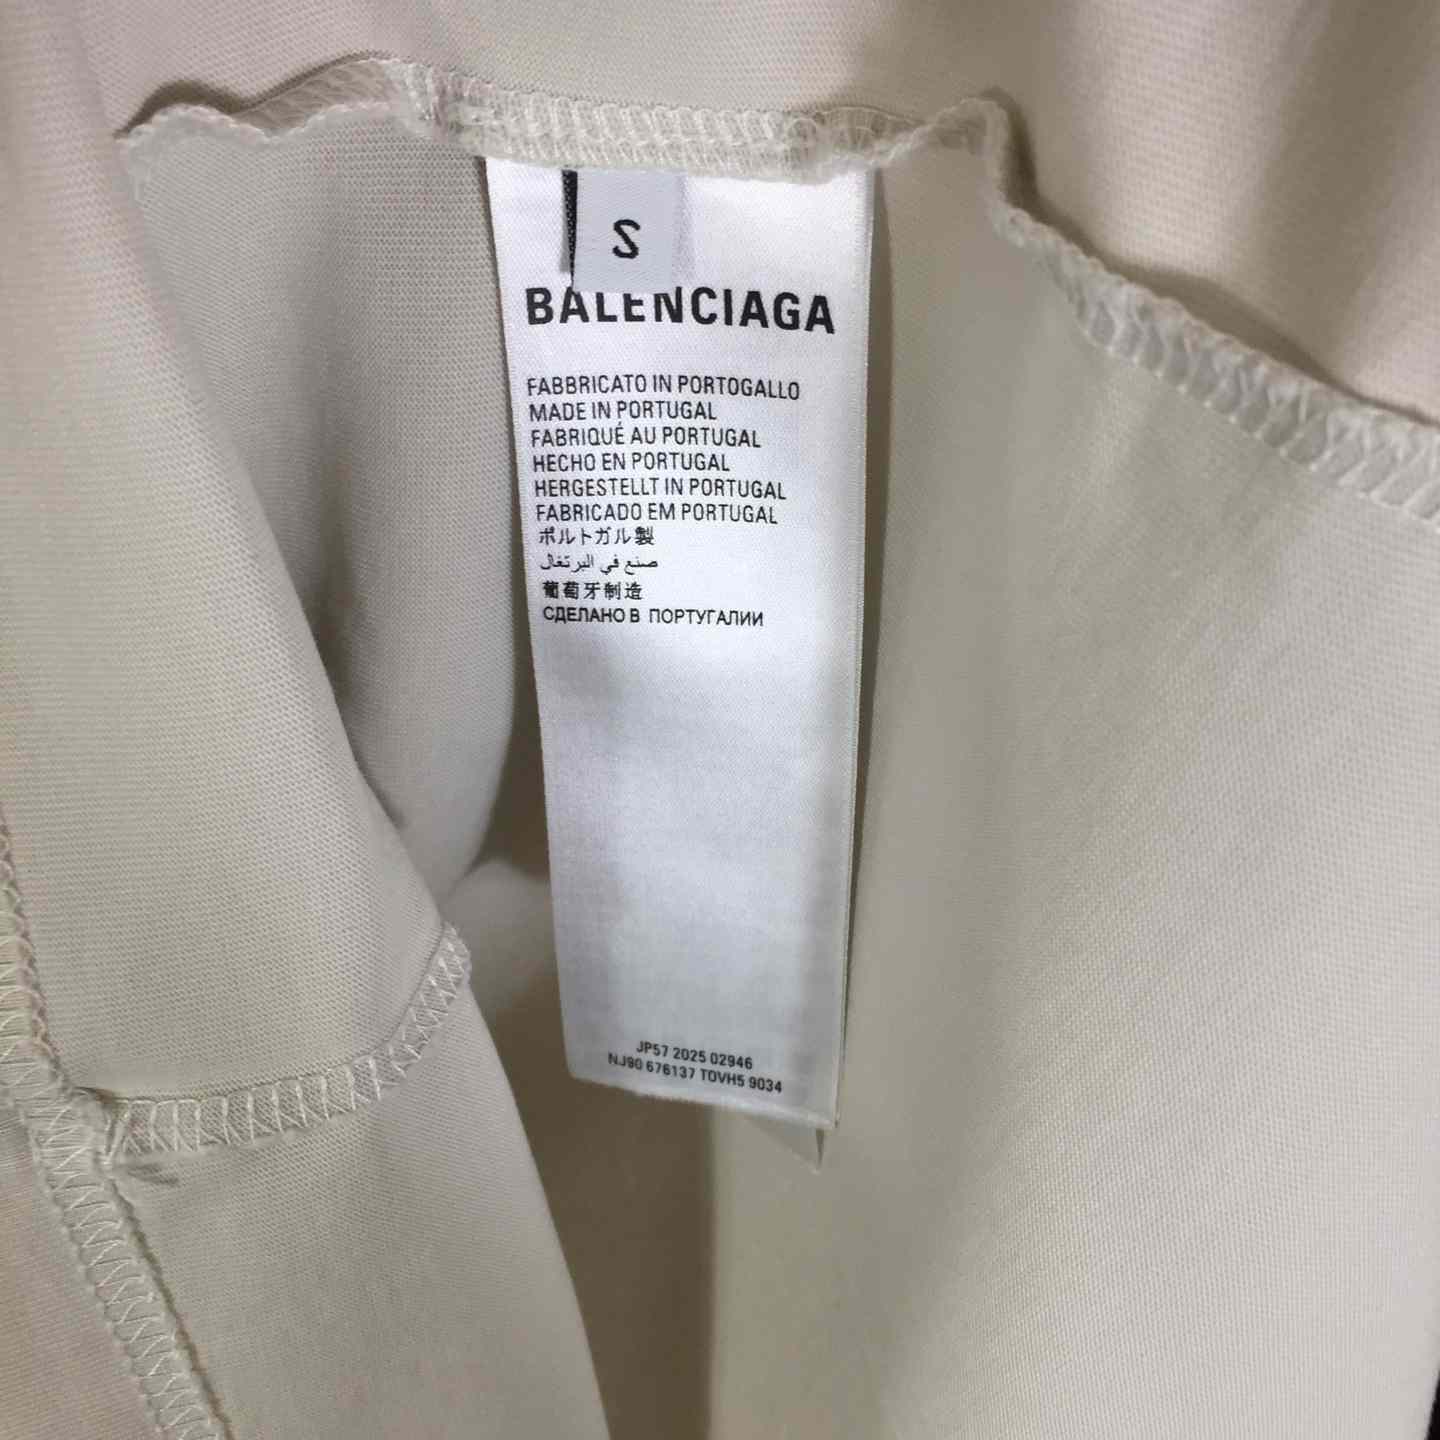 S
BALENCIAGA
FABBRICATO IN PORTOGALLO
MADE IN PORTUGAL
FABRIQUÉ AU PORTUGAL
HECHO EN PORTUGAL
HERGESTELLT IN PORTUGAL
FABRICADO EM PORTUGAL
ポルトガル製
صنع في البرتغال
葡萄牙制造
СДЕЛАНО В ПОРТУГАЛИИ
JP57 2025 02946
NJ90 676137 TOVH5 9034